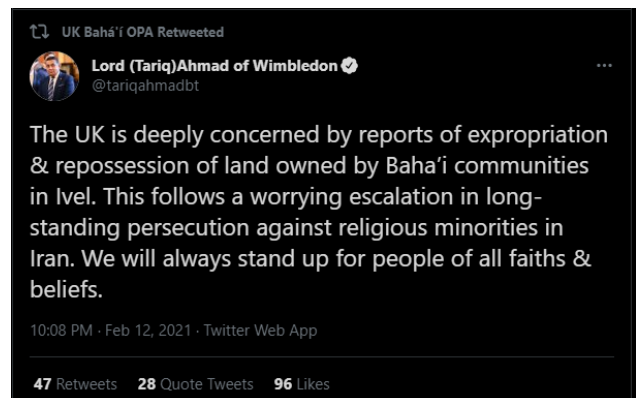 UK Bahá'í OPA Retweeted
Lord (Tariq)Ahmad of Wimbledon
@tariqahmadbt
The UK is deeply concerned by reports of expropriation
& repossession of land owned by Baha’i communities
in Ivel. This follows a worrying escalation in long-
standing persecution against religious minorities in
Iran. We will always stand up for people of all faiths &
beliefs.
10:08 PM · Feb 12, 2021 · Twitter Web App
47 Retweets 28 Quote Tweets 96 Likes